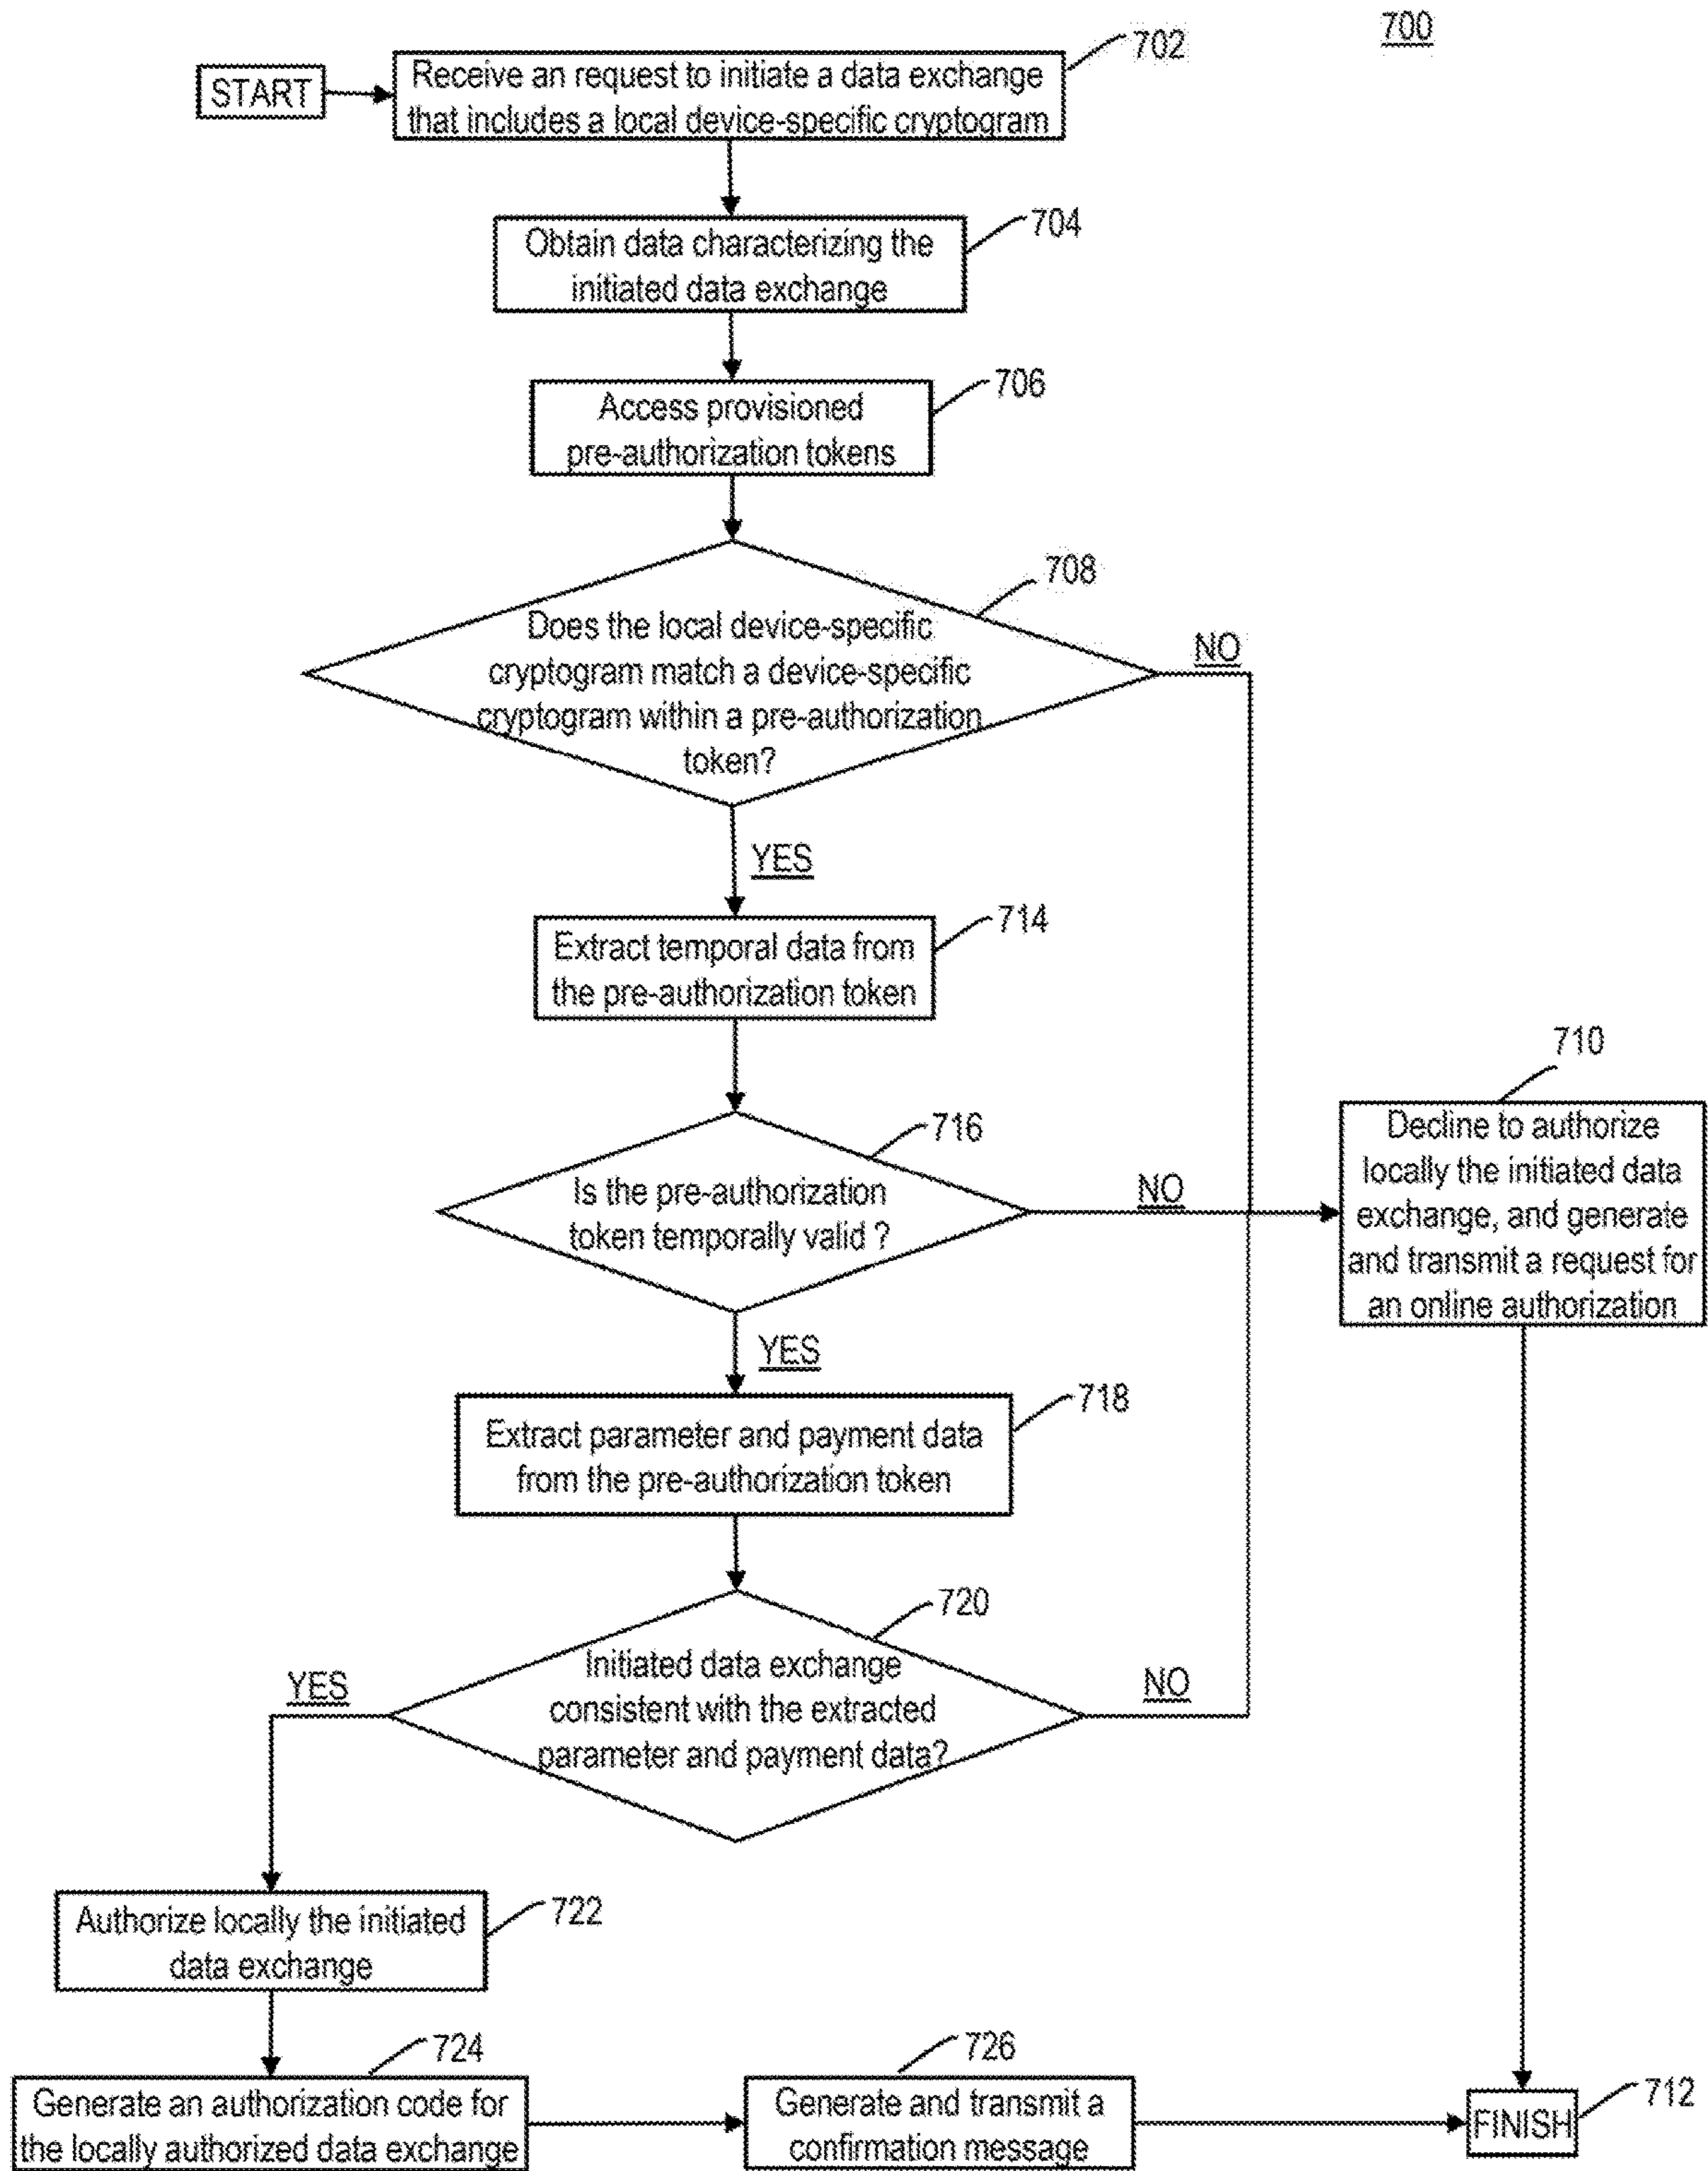 700
702
START
Receive an request to initiate a data exchange
that includes a local device-specific cryptogram
704
Obtain data characterizing the
initiated data exchange
706
Access provisioned
pre-authorization tokens
708
Does the local device-specific
cryptogram match a device-specific
cryptogram within a pre-authorization
token?
NO
YES
714
Extract temporal data from
the pre-authorization token
710
Decline to authorize
locally the initiated data
exchange, and generate
and transmit a request for
an online authorization
716
Is the pre-authorization
token temporally valid ?
NO
YES
718
Extract parameter and payment data
from the pre-authorization token
720
Initiated data exchange
consistent with the extracted
parameter and payment data?
YES
NO
722
Authorize locally the initiated
data exchange
724
Generate an authorization code for
the locally authorized data exchange
726
Generate and transmit a
confirmation message
712
FINISH